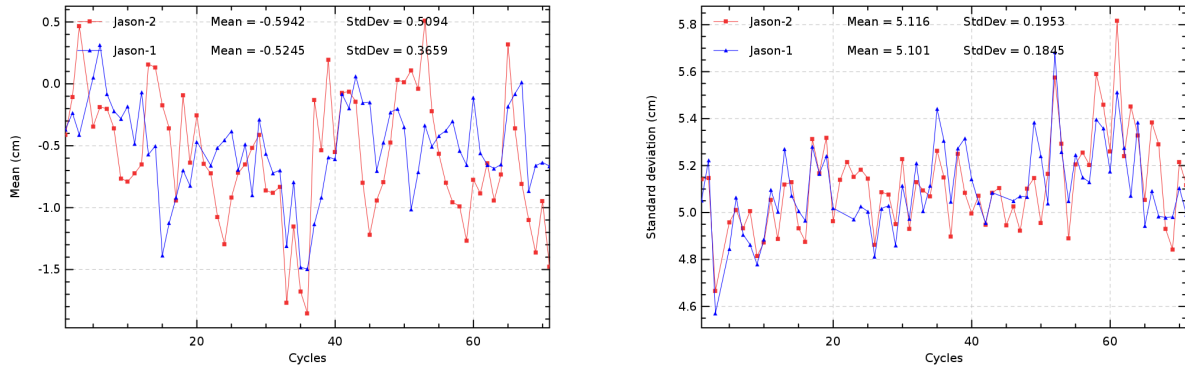 Jason-2 Mean = -0.5942 StdDev = 0.5094
Jason-1 Mean = -0.5245 StdDev = 0.3659
0.5
0.0
-0.5
-1.0
-1.5
Mean (cm)
20 40 60
Cycles
Jason-2 Mean = 5.116 StdDev = 0.1953
Jason-1 Mean = 5.101 StdDev = 0.1845
5.8
5.6
5.4
5.2
5.0
4.8
4.6
Standard deviation (cm)
20 40 60
Cycles